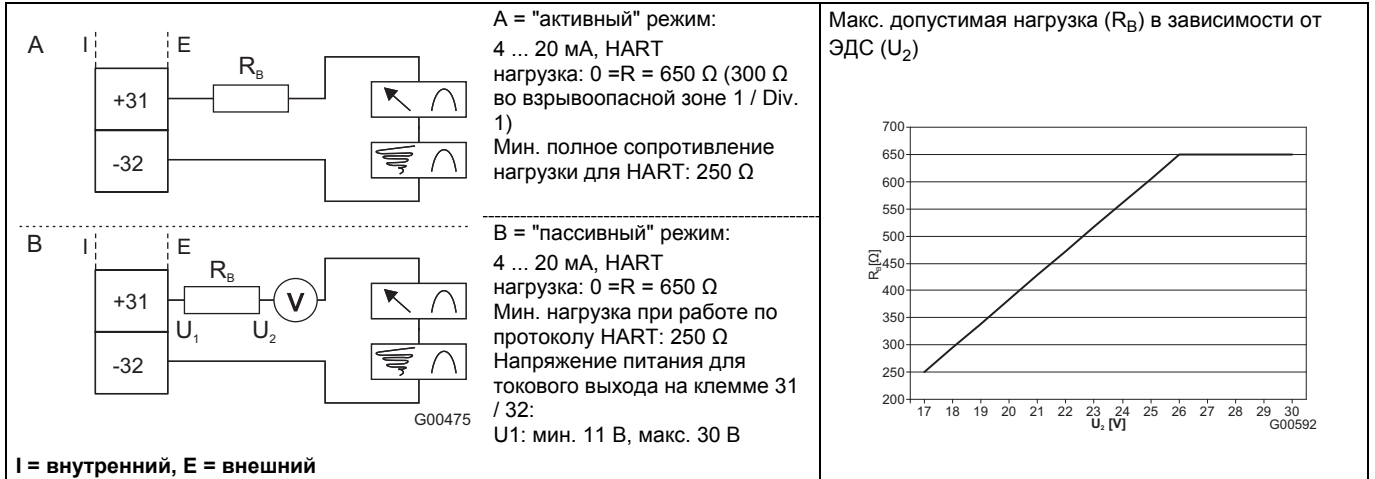 A
I
E
R_B
+31
-32
A = "активный" режим:
4 ... 20 мА, HART
нагрузка: 0 =R = 650 Ω (300 Ω
во взрывоопасной зоне 1 / Div.
1)
Мин. полное сопротивление
нагрузки для HART: 250 Ω
B
I
E
R_B
+31
V
U_1
U_2
-32
G00475
B = "пассивный" режим:
4 ... 20 мА, HART
нагрузка: 0 =R = 650 Ω
Мин. нагрузка при работе по
протоколу HART: 250 Ω
Напряжение питания для
токового выхода на клемме 31
/ 32:
U1: мин. 11 В, макс. 30 В
I = внутренний, E = внешний
Макс. допустимая нагрузка (R_B) в зависимости от
ЭДС (U_2)
700
650
600
550
500
450
400
350
300
250
200
R_B[Ω]
17 18 19 20 21 22 23 24 25 26 27 28 29 30
U_2 [V]
G00592